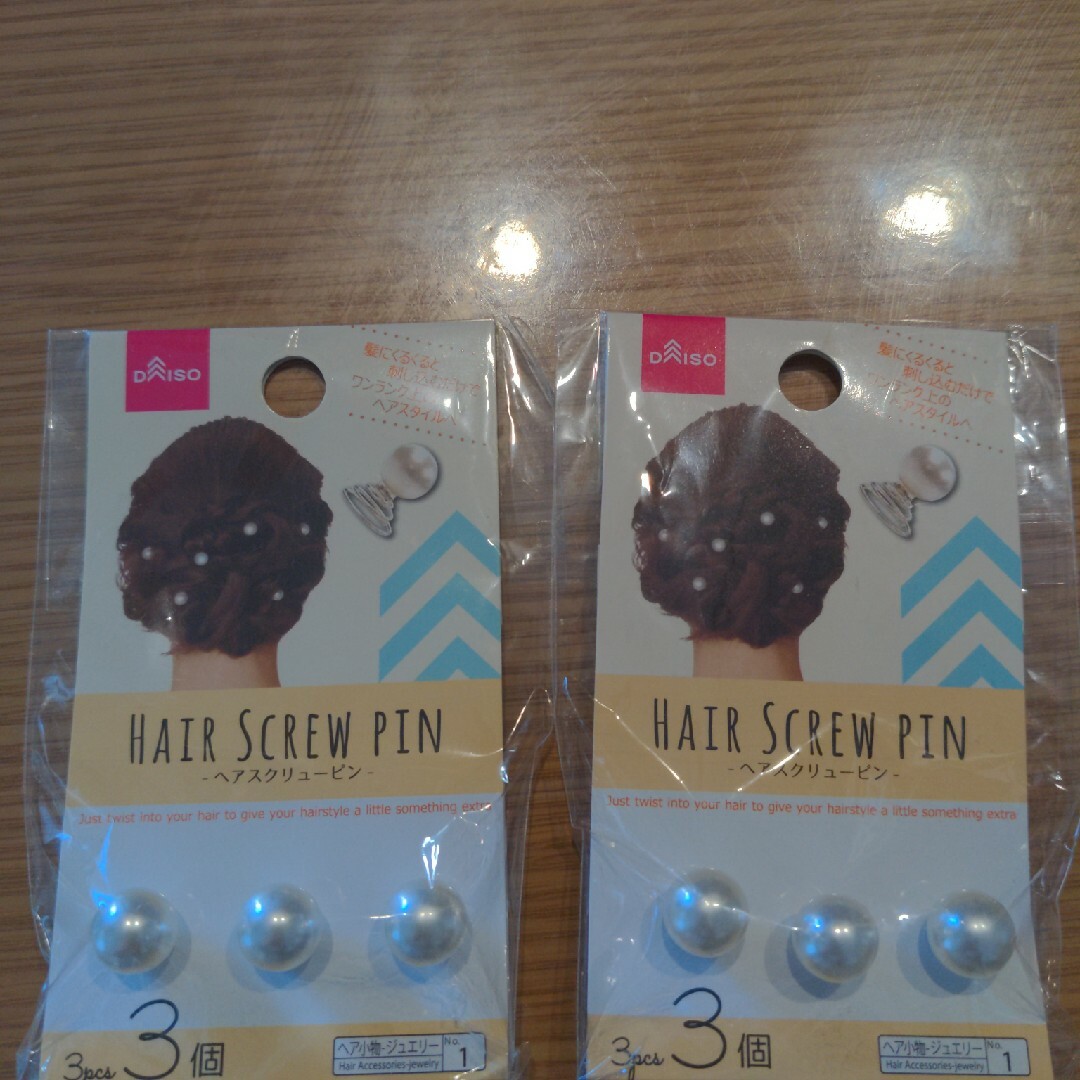 DAISO
髪にくるくると
刺し込むだけで
ワンランク上の
ヘアスタイルへ
HAIR SCREW PIN
-ヘアスクリューピン-
Just twist into your hair to give your hairstyle a little something extra
3pcs 3個
ヘア小物-ジュエリー No.
Hair Accessories-jewelry 1
DAISO
髪にくるくると
刺し込むだけで
ワンランク上の
ヘアスタイルへ
HAIR SCREW PIN
-ヘアスクリューピン-
Just twist into your hair to give your hairstyle a little something extra
3pcs 3個
ヘア小物-ジュエリー No.
Hair Accessories-jewelry 1